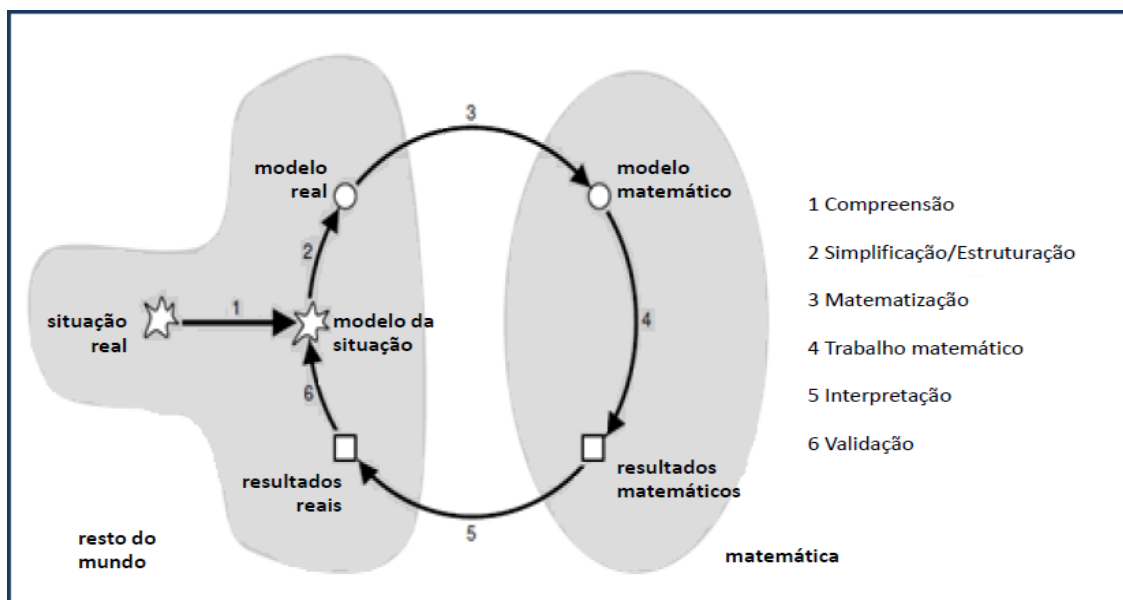 3
modelo
real
modelo
matemático
1 Compreensão
2 Simplificação/Estruturação
2
3 Matematização
situação
real
1
modelo da
situação
4
4 Trabalho matemático
6
5 Interpretação
6 Validação
resultados
reais
resultados
matemáticos
5
resto do
mundo
matemática